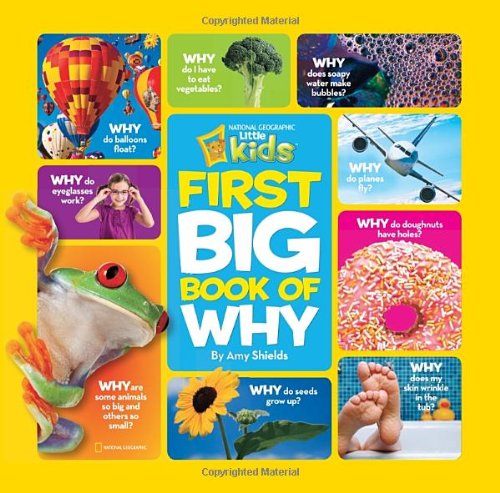 Copyrighted Material
WHY
do balloons
float?
WHY
do I have
to eat
vegetables?
WHY
does soapy
water make
bubbles?
WHY do
eyeglasses
work?
NATIONAL GEOGRAPHIC
Little
kids
FIRST
BIG
BOOK OF
WHY
By Amy Shields
WHY
do planes
fly?
WHY do doughnuts
have holes?
WHY are
some animals
so big and
others so
small?
NATIONAL GEOGRAPHIC
WHY do seeds
grow up?
WHY
does my
skin wrinkle
in the
tub?
Copyrighted Material